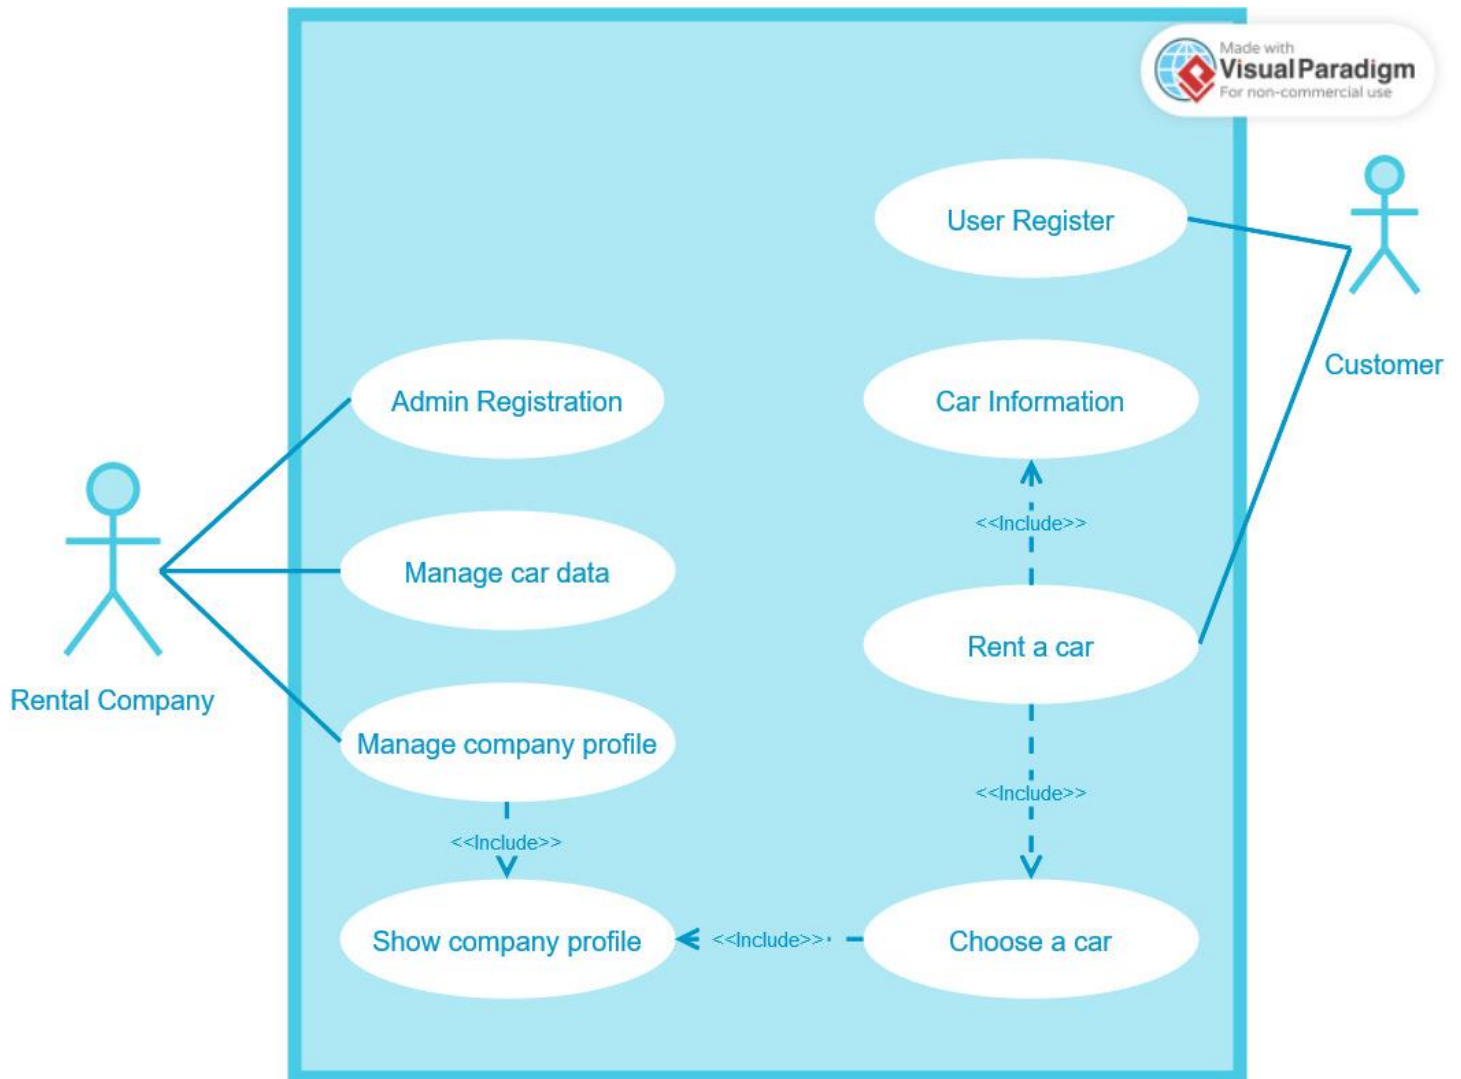 Made with
Visual Paradigm
For non-commercial use
User Register
Customer
Admin Registration
Car Information
<<Include>>
Manage car data
Rent a car
Rental Company
Manage company profile
<<Include>>
<<Include>>
Show company profile
<<Include>>
Choose a car